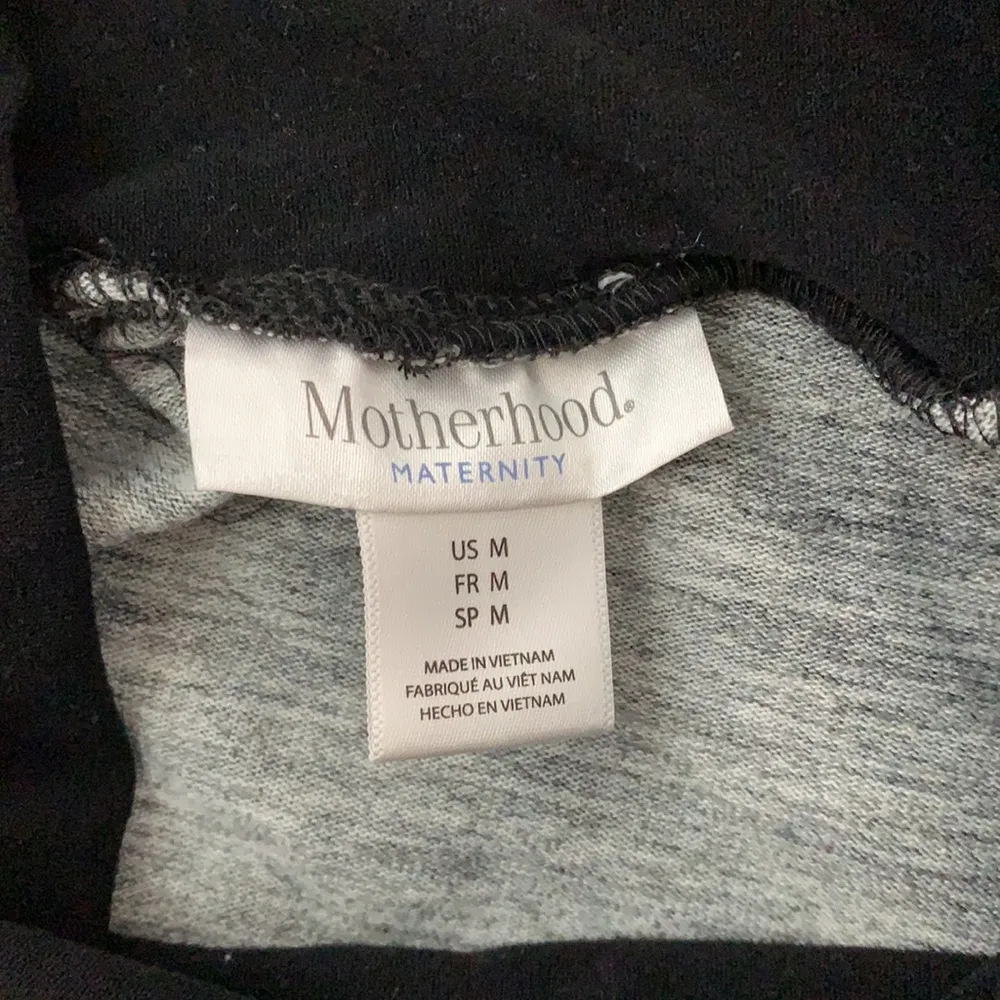 Motherhood®
MATERNITY
US M
FR M
SP M
MADE IN VIETNAM
FABRIQUÉ AU VIÊT NAM
HECHO EN VIETNAM